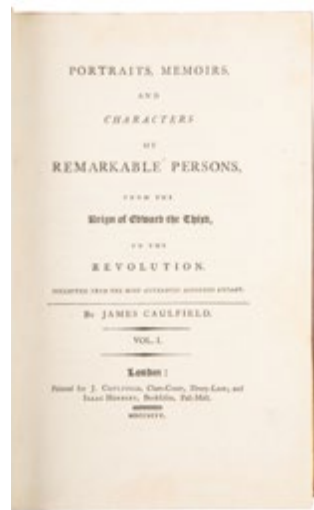 PORTRAITS, MEMOIRS,
AND
CHARACTERS
OF
REMARKABLE PERSONS,
FROM THE
Reign of Edward the Third,
TO THE
REVOLUTION.
COLLECTED FROM THE MOST AUTHENTIC ACCOUNTS EXTANT.
By JAMES CAULFIELD.
VOL. I.
London:
Printed for J. CAULFIELD, Clare-Court, Drury-Lane; and
ISAAC HERBERT, Bookseller, Pall-Mall.